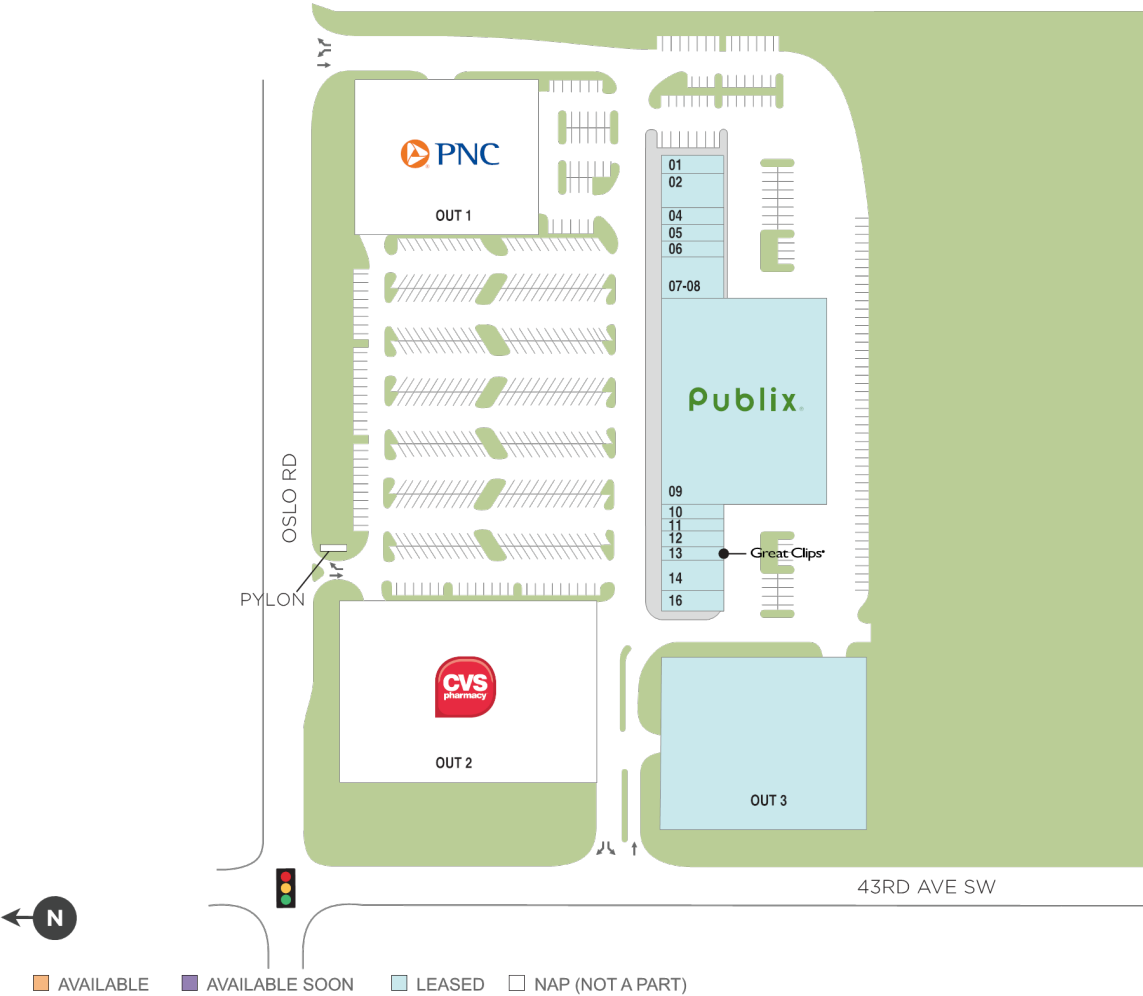 PNC
OUT 1
01
02
04
05
06
07-08
Publix
OSLO RD
09
10
11
12
13
Great Clips®
14
16
PYLON
CVS
pharmacy
OUT 2
OUT 3
43RD AVE SW
N
AVAILABLE
AVAILABLE SOON
LEASED
NAP (NOT A PART)